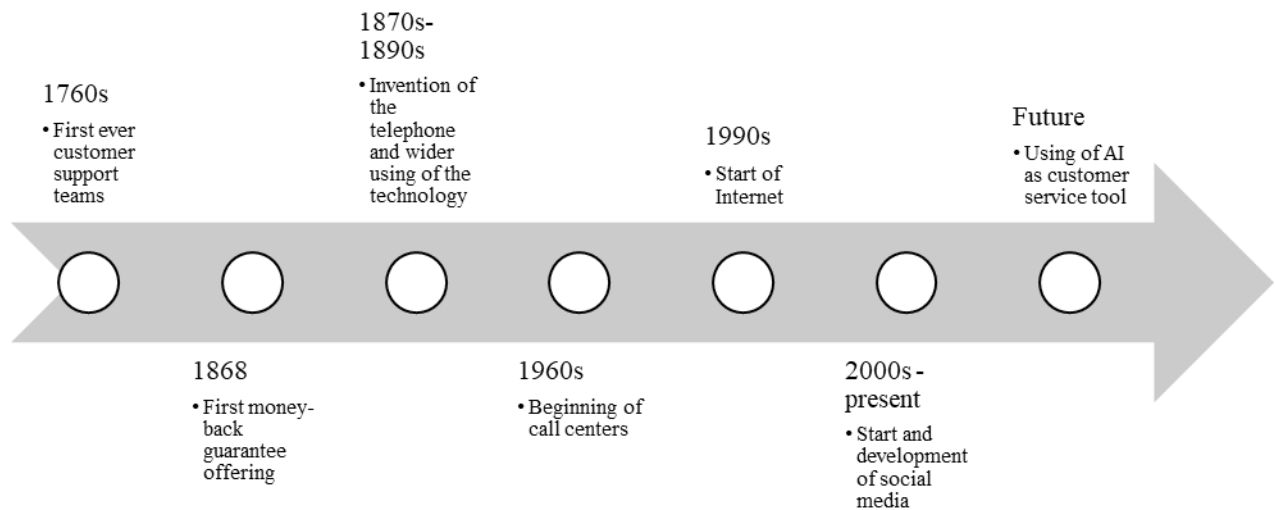 1760s
• First ever
customer
support
teams
1868
• First money-
back
guarantee
offering
1870s-
1890s
• Invention of
the
telephone
and wider
using of the
technology
1960s
• Beginning of
call centers
1990s
• Start of
Internet
2000s -
present
• Start and
development
of social
media
Future
• Using of AI
as customer
service tool